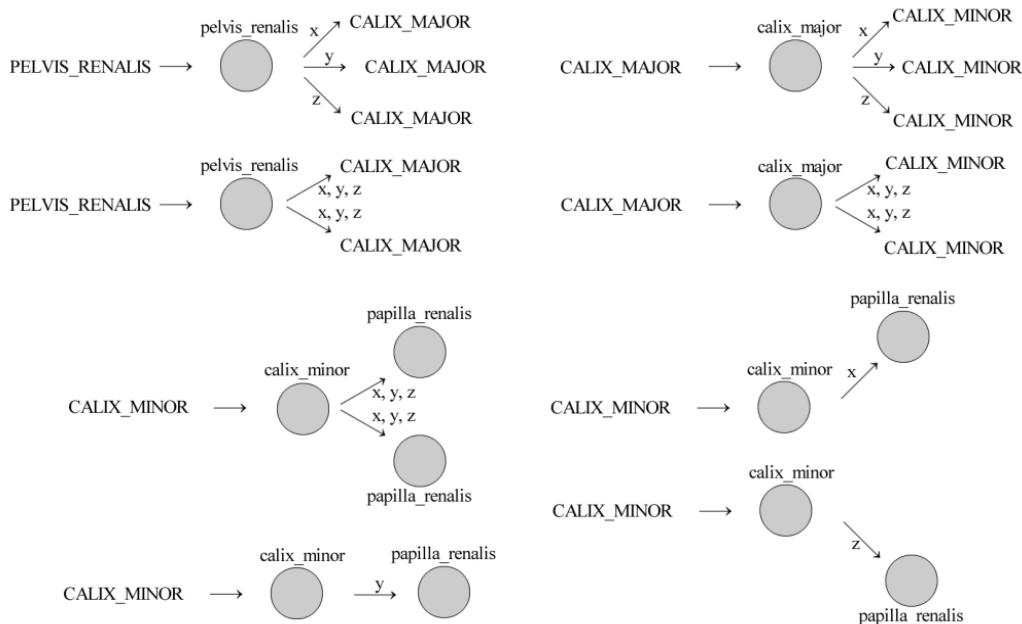 pelvis_renalis
x
CALIX_MAJOR
PELVIS_RENALIS
y
CALIX_MAJOR
z
CALIX_MAJOR
calix_major
x
CALIX_MINOR
CALIX_MAJOR
y
CALIX_MINOR
z
CALIX_MINOR
pelvis_renalis
CALIX_MAJOR
x, y, z
PELVIS_RENALIS
x, y, z
CALIX_MAJOR
calix_major
CALIX_MINOR
x, y, z
CALIX_MAJOR
x, y, z
CALIX_MINOR
papilla_renalis
calix_minor
x, y, z
CALIX_MINOR
x, y, z
papilla_renalis
papilla_renalis
calix_minor
x
CALIX_MINOR
calix_minor
CALIX_MINOR
z
papilla_renalis
calix_minor
papilla_renalis
CALIX_MINOR
y